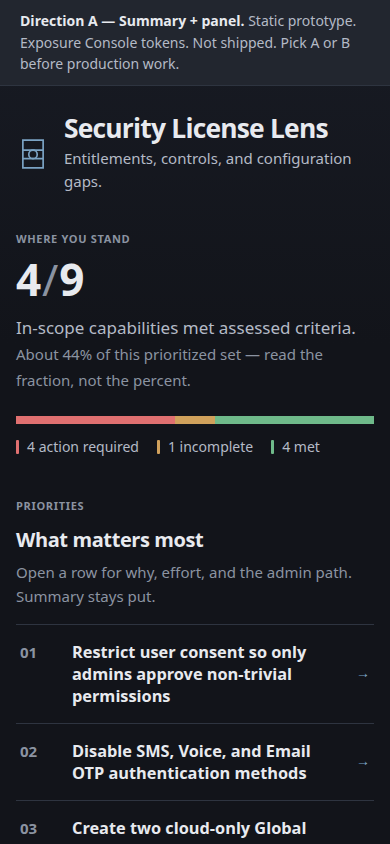 Direction A — Summary + panel. Static prototype.
Exposure Console tokens. Not shipped. Pick A or B
before production work.
Security License Lens
Entitlements, controls, and configuration
gaps.
WHERE YOU STAND
4/9
In-scope capabilities met assessed criteria.
About 44% of this prioritized set — read the
fraction, not the percent.
4 action required 1 incomplete 4 met
PRIORITIES
What matters most
Open a row for why, effort, and the admin path.
Summary stays put.
01 Restrict user consent so only
admins approve non-trivial
permissions →
02 Disable SMS, Voice, and Email
OTP authentication methods →
03 Create two cloud-only Global